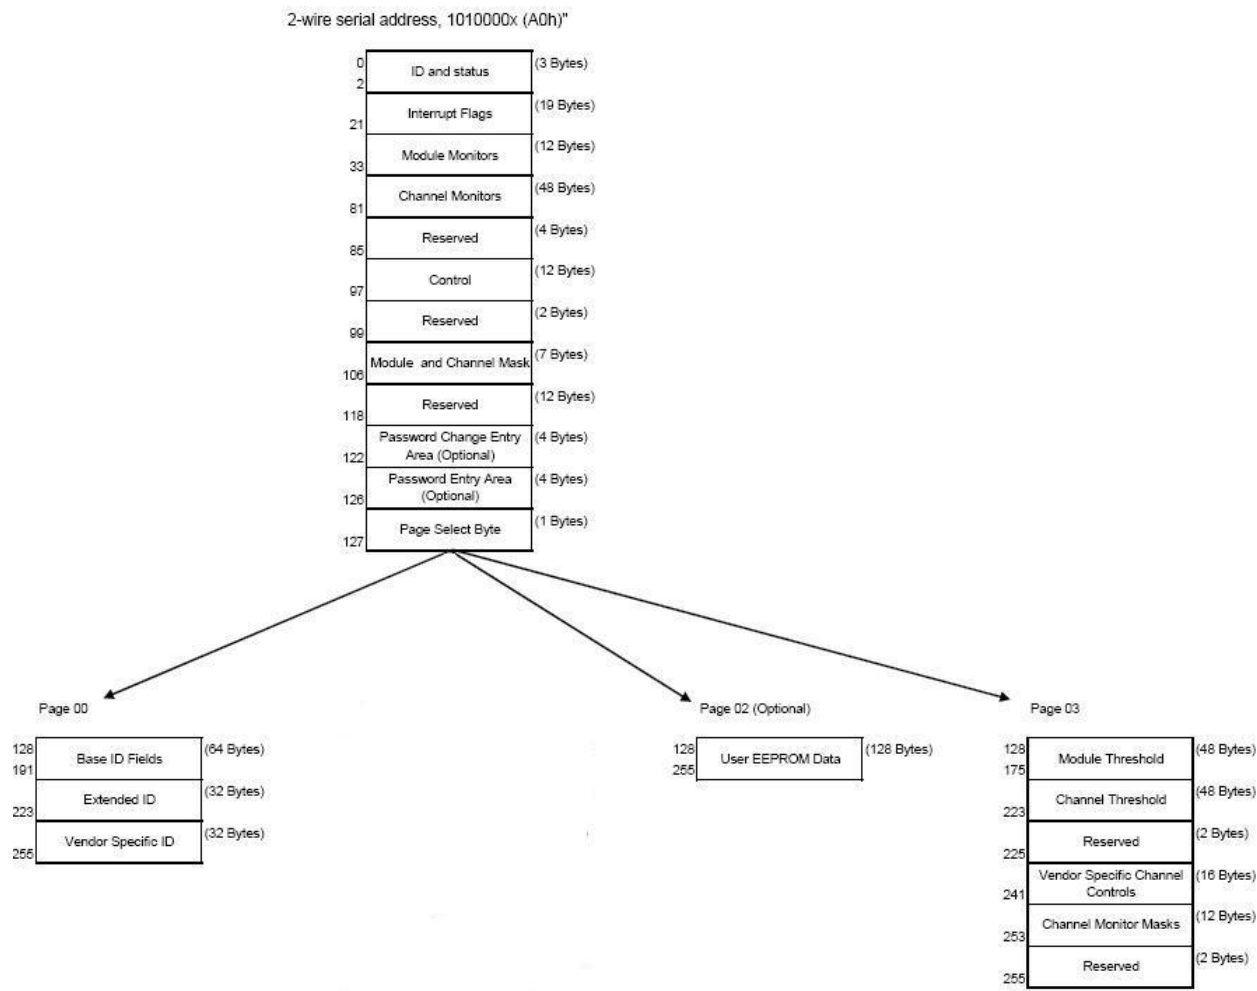 2-wire serial address, 1010000x (A0h)"
0
2
ID and status
(3 Bytes)
21
Interrupt Flags
(19 Bytes)
33
Module Monitors
(12 Bytes)
81
Channel Monitors
(48 Bytes)
85
Reserved
(4 Bytes)
97
Control
(12 Bytes)
99
Reserved
(2 Bytes)
106
Module and Channel Mask
(7 Bytes)
118
Reserved
(12 Bytes)
122
Password Change Entry
Area (Optional)
(4 Bytes)
126
Password Entry Area
(Optional)
(4 Bytes)
127
Page Select Byte
(1 Bytes)
Page 00
128
191
Base ID Fields
(64 Bytes)
223
Extended ID
(32 Bytes)
255
Vendor Specific ID
(32 Bytes)
Page 02 (Optional)
128
255
User EEPROM Data
(128 Bytes)
Page 03
128
175
Module Threshold
(48 Bytes)
223
Channel Threshold
(48 Bytes)
225
Reserved
(2 Bytes)
241
Vendor Specific Channel
Controls
(16 Bytes)
253
Channel Monitor Masks
(12 Bytes)
255
Reserved
(2 Bytes)